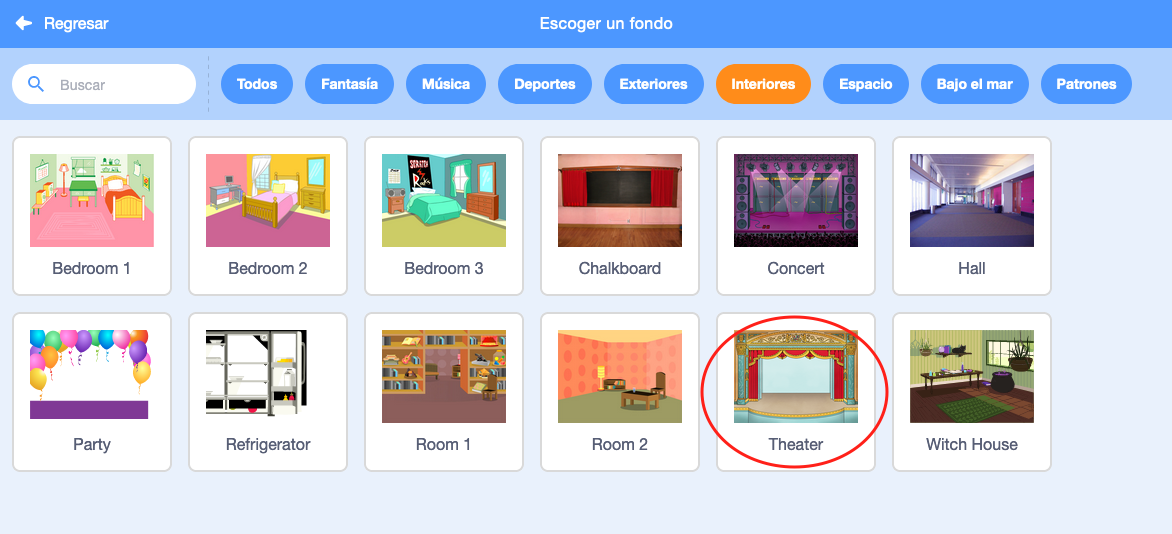 Regresar
Escoger un fondo
Buscar
Todos
Fantasía
Música
Deportes
Exteriores
Interiores
Espacio
Bajo el mar
Patrones
SCRATCH
Bedroom 1
Bedroom 2
Bedroom 3
Chalkboard
Concert
Hall
Party
Refrigerator
Room 1
Room 2
Theater
Witch House